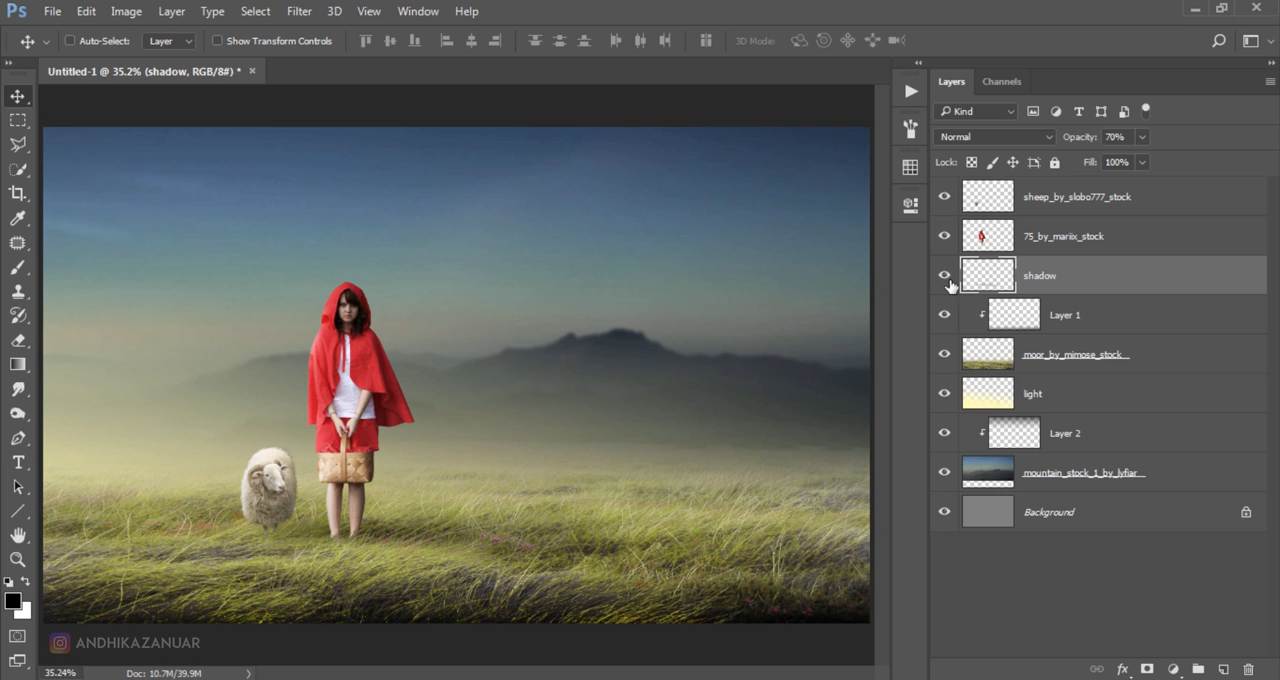 Ps File Edit Image Layer Type Select Filter 3D View Window Help
Auto-Select: Layer Show Transform Controls 3D Mode:
Untitled-1 @ 35.2% (shadow, RGB/8#) *
Layers Channels
Kind
Normal Opacity: 70%
Lock: Fill: 100%
sheep_by_slobo777_stock
75_by_mariix_stock
shadow
Layer 1
moor_by_mimose_stock
light
Layer 2
mountain_stock_1_by_lyfiar
Background
ANDHIKAZANUAR
35.24% Doc: 10.7M/39.9M